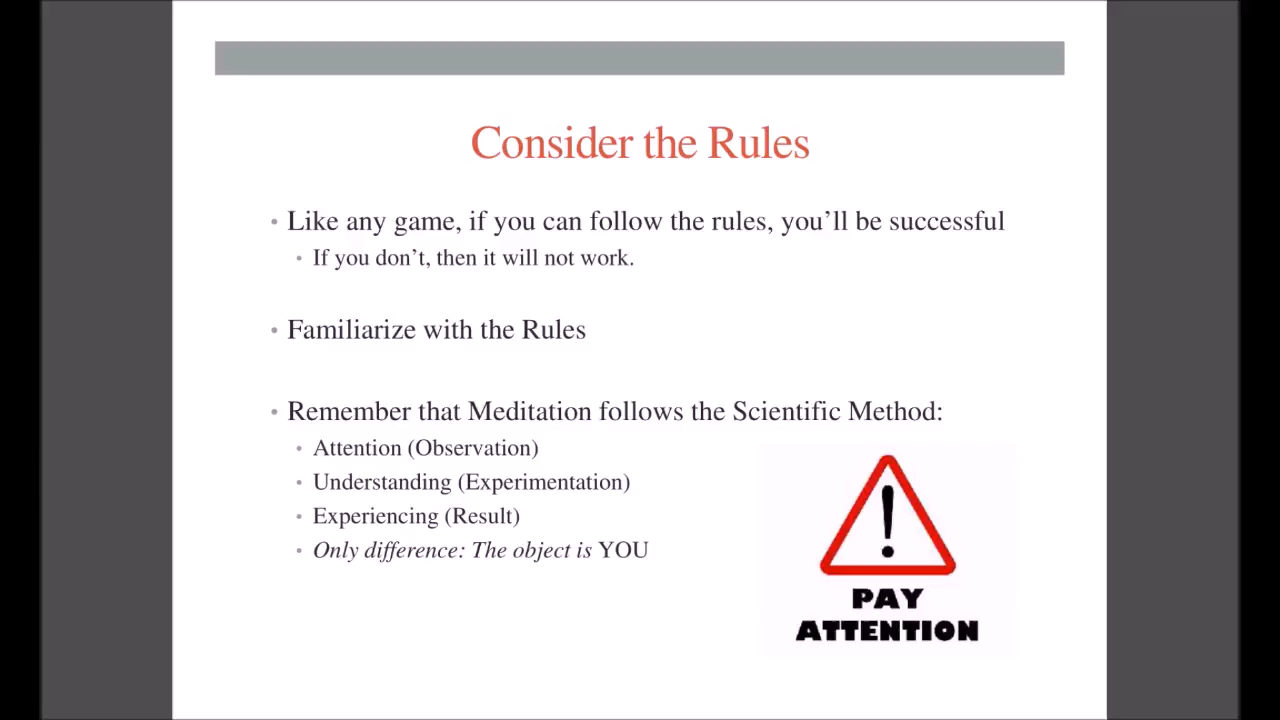 Consider the Rules
• Like any game, if you can follow the rules, you’ll be successful
• If you don’t, then it will not work.
• Familiarize with the Rules
• Remember that Meditation follows the Scientific Method:
• Attention (Observation)
• Understanding (Experimentation)
• Experiencing (Result)
• Only difference: The object is YOU
PAY
ATTENTION